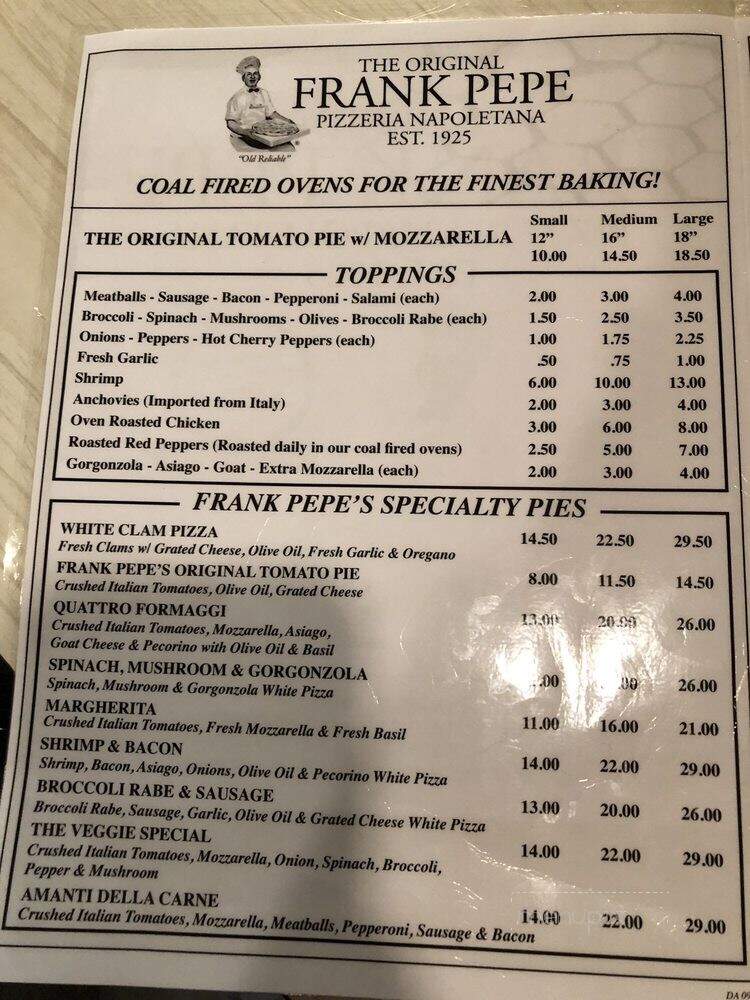 THE ORIGINAL
FRANK PEPE
PIZZERIA NAPOLETANA
EST. 1925
"Old Reliable"
COAL FIRED OVENS FOR THE FINEST BAKING!
Small Medium Large
THE ORIGINAL TOMATO PIE w/ MOZZARELLA 12" 16" 18"
10.00 14.50 18.50
TOPPINGS
Meatballs - Sausage - Bacon - Pepperoni - Salami (each) 2.00 3.00 4.00
Broccoli - Spinach - Mushrooms - Olives - Broccoli Rabe (each) 1.50 2.50 3.50
Onions - Peppers - Hot Cherry Peppers (each) 1.00 1.75 2.25
Fresh Garlic .50 .75 1.00
Shrimp 6.00 10.00 13.00
Anchovies (Imported from Italy) 2.00 3.00 4.00
Oven Roasted Chicken 3.00 6.00 8.00
Roasted Red Peppers (Roasted daily in our coal fired ovens) 2.50 5.00 7.00
Gorgonzola - Asiago - Goat - Extra Mozzarella (each) 2.00 3.00 4.00
FRANK PEPE'S SPECIALTY PIES
WHITE CLAM PIZZA 14.50 22.50 29.50
Fresh Clams w/ Grated Cheese, Olive Oil, Fresh Garlic & Oregano
FRANK PEPE'S ORIGINAL TOMATO PIE 8.00 11.50 14.50
Crushed Italian Tomatoes, Olive Oil, Grated Cheese
QUATTRO FORMAGGI 13.00 20.00 26.00
Crushed Italian Tomatoes, Mozzarella, Asiago,
Goat Cheese & Pecorino with Olive Oil & Basil
SPINACH, MUSHROOM & GORGONZOLA 26.00
Spinach, Mushroom & Gorgonzola White Pizza
MARGHERITA 11.00 16.00 21.00
Crushed Italian Tomatoes, Fresh Mozzarella & Fresh Basil
SHRIMP & BACON 14.00 22.00 29.00
Shrimp, Bacon, Asiago, Onions, Olive Oil & Pecorino White Pizza
BROCCOLI RABE & SAUSAGE 13.00 20.00 26.00
Broccoli Rabe, Sausage, Garlic, Olive Oil & Grated Cheese White Pizza
THE VEGGIE SPECIAL 14.00 22.00 29.00
Crushed Italian Tomatoes, Mozzarella, Onion, Spinach, Broccoli,
Pepper & Mushroom
AMANTI DELLA CARNE 14.00 22.00 29.00
Crushed Italian Tomatoes, Mozzarella, Meatballs, Pepperoni, Sausage & Bacon